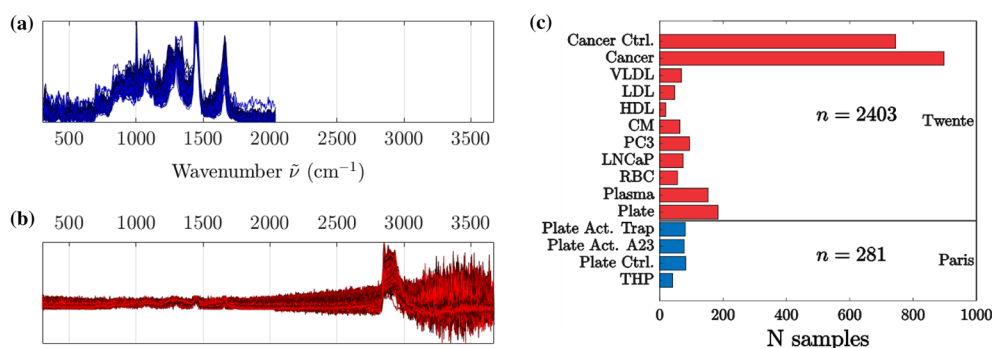 (a)
500 1000 1500 2000 2500 3000 3500
Wavenumber ν̃ (cm⁻¹)
(b)
500 1000 1500 2000 2500 3000 3500
(c)
Cancer Ctrl.
Cancer
VLDL
LDL
HDL
CM
PC3
LNCaP
RBC
Plasma
Plate
Plate Act. Trap
Plate Act. A23
Plate Ctrl.
THP
n = 2403
Twente
n = 281
Paris
0 200 400 600 800 1000
N samples